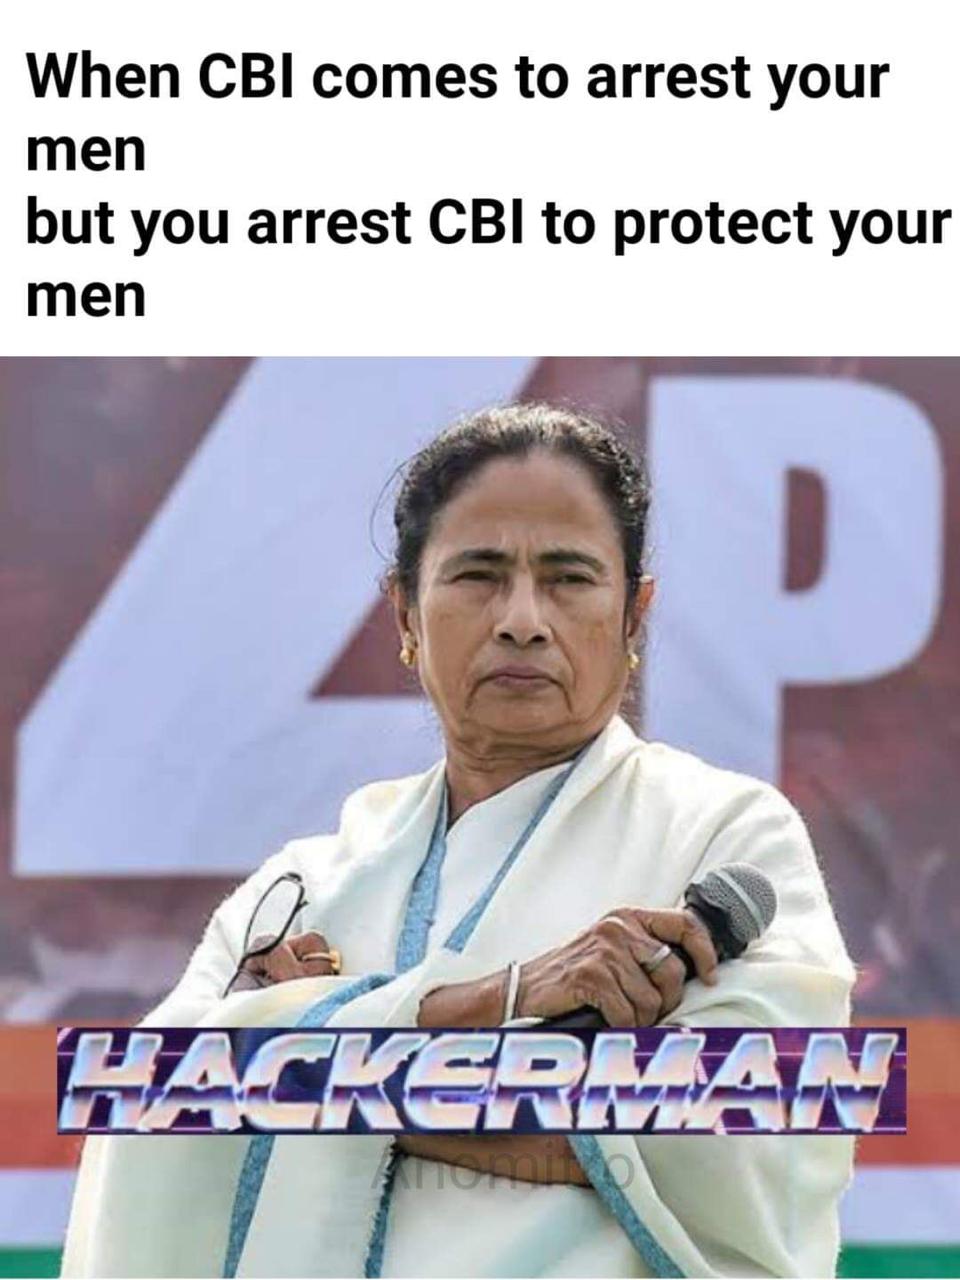 When CBI comes to arrest your
men
but you arrest CBI to protect your
men
P
HACKERMAN